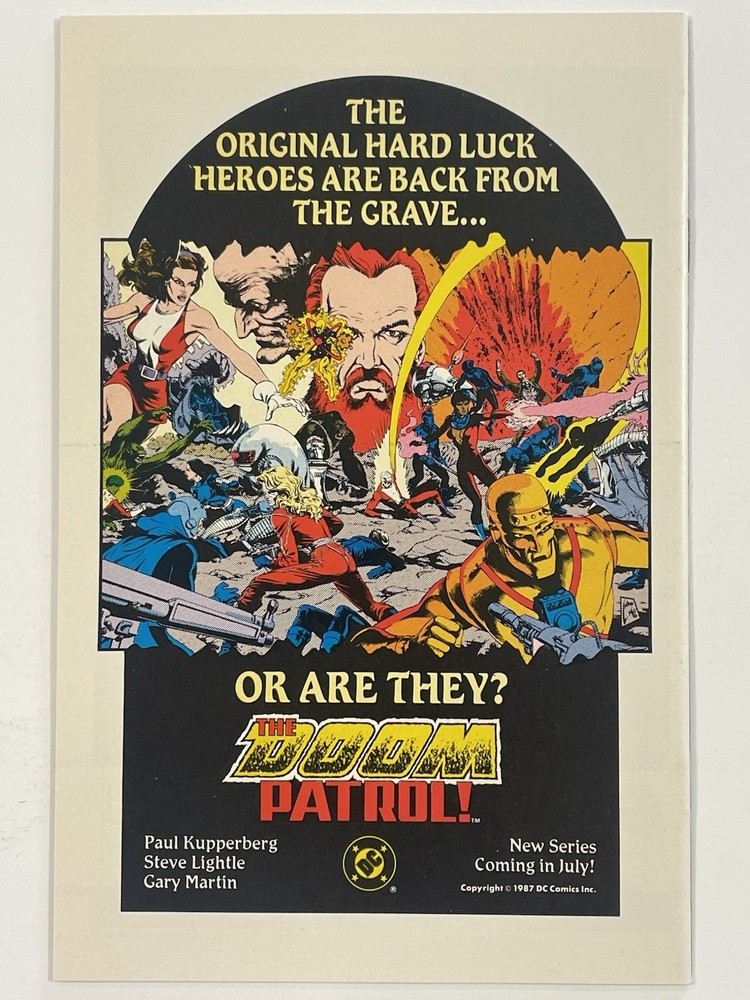 THE
ORIGINAL HARD LUCK
HEROES ARE BACK FROM
THE GRAVE...
OR ARE THEY?
THE
DOOM
PATROL!™
Paul Kupperberg
Steve Lightle
Gary Martin
DC
®
New Series
Coming in July!
Copyright © 1987 DC Comics Inc.